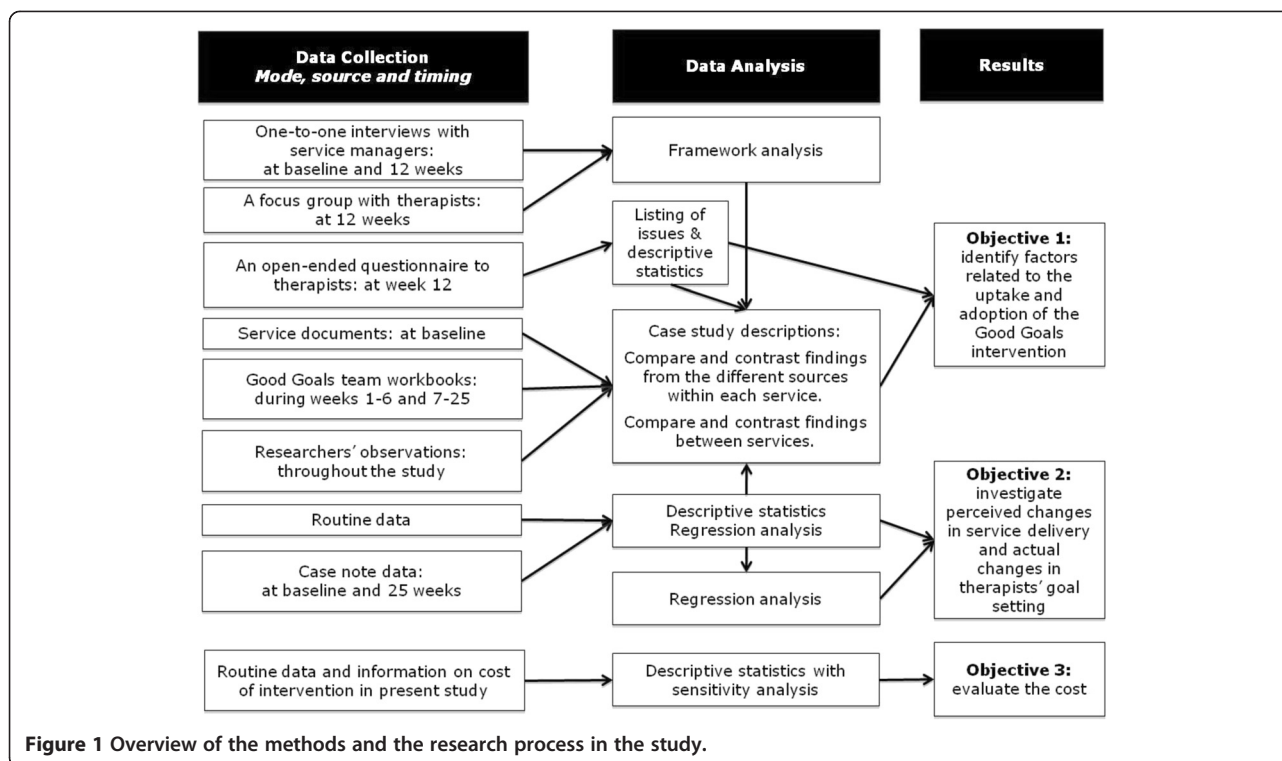 Data Collection
Mode, source and timing
Data Analysis
Results
One-to-one interviews with
service managers:
at baseline and 12 weeks
A focus group with therapists:
at 12 weeks
An open-ended questionnaire to
therapists: at week 12
Service documents: at baseline
Good Goals team workbooks:
during weeks 1-6 and 7-25
Researchers' observations:
throughout the study
Routine data
Case note data:
at baseline and 25 weeks
Routine data and information on cost
of intervention in present study
Framework analysis
Listing of
issues &
descriptive
statistics
Case study descriptions:
Compare and contrast findings
from the different sources
within each service.
Compare and contrast findings
between services.
Descriptive statistics
Regression analysis
Regression analysis
Descriptive statistics with
sensitivity analysis
Objective 1:
identify factors
related to the
uptake and
adoption of the
Good Goals
intervention
Objective 2:
investigate
perceived changes
in service delivery
and actual
changes in
therapists' goal
setting
Objective 3:
evaluate the cost
Figure 1 Overview of the methods and the research process in the study.